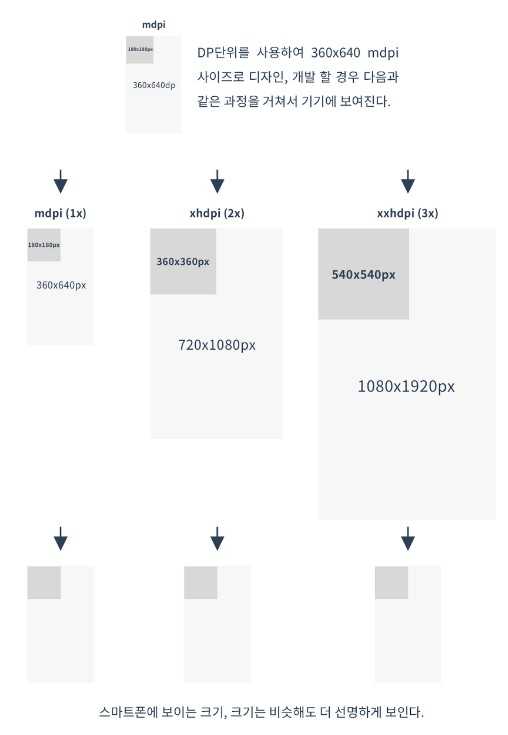 mdpi
180x180px
360x640dp
DP단위를 사용하여 360x640 mdpi
사이즈로 디자인, 개발 할 경우 다음과
같은 과정을 거쳐서 기기에 보여진다.
mdpi (1x)
xhdpi (2x)
xxhdpi (3x)
180x180px
360x640px
360x360px
720x1080px
540x540px
1080x1920px
스마트폰에 보이는 크기, 크기는 비슷해도 더 선명하게 보인다.